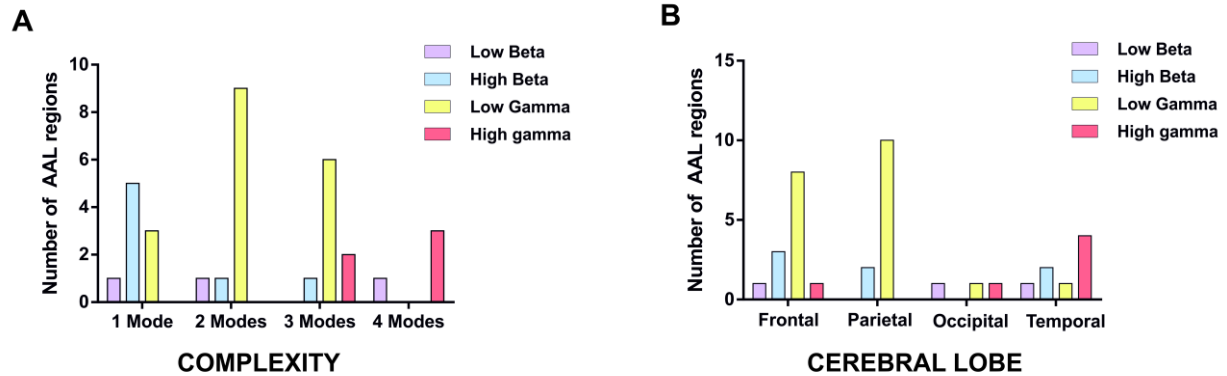 A
Number of AAL regions
10
8
6
4
2
0
1 Mode 2 Modes 3 Modes 4 Modes
COMPLEXITY
Low Beta
High Beta
Low Gamma
High gamma
B
Number of AAL regions
15
10
5
0
Frontal Parietal Occipital Temporal
CEREBRAL LOBE
Low Beta
High Beta
Low Gamma
High gamma